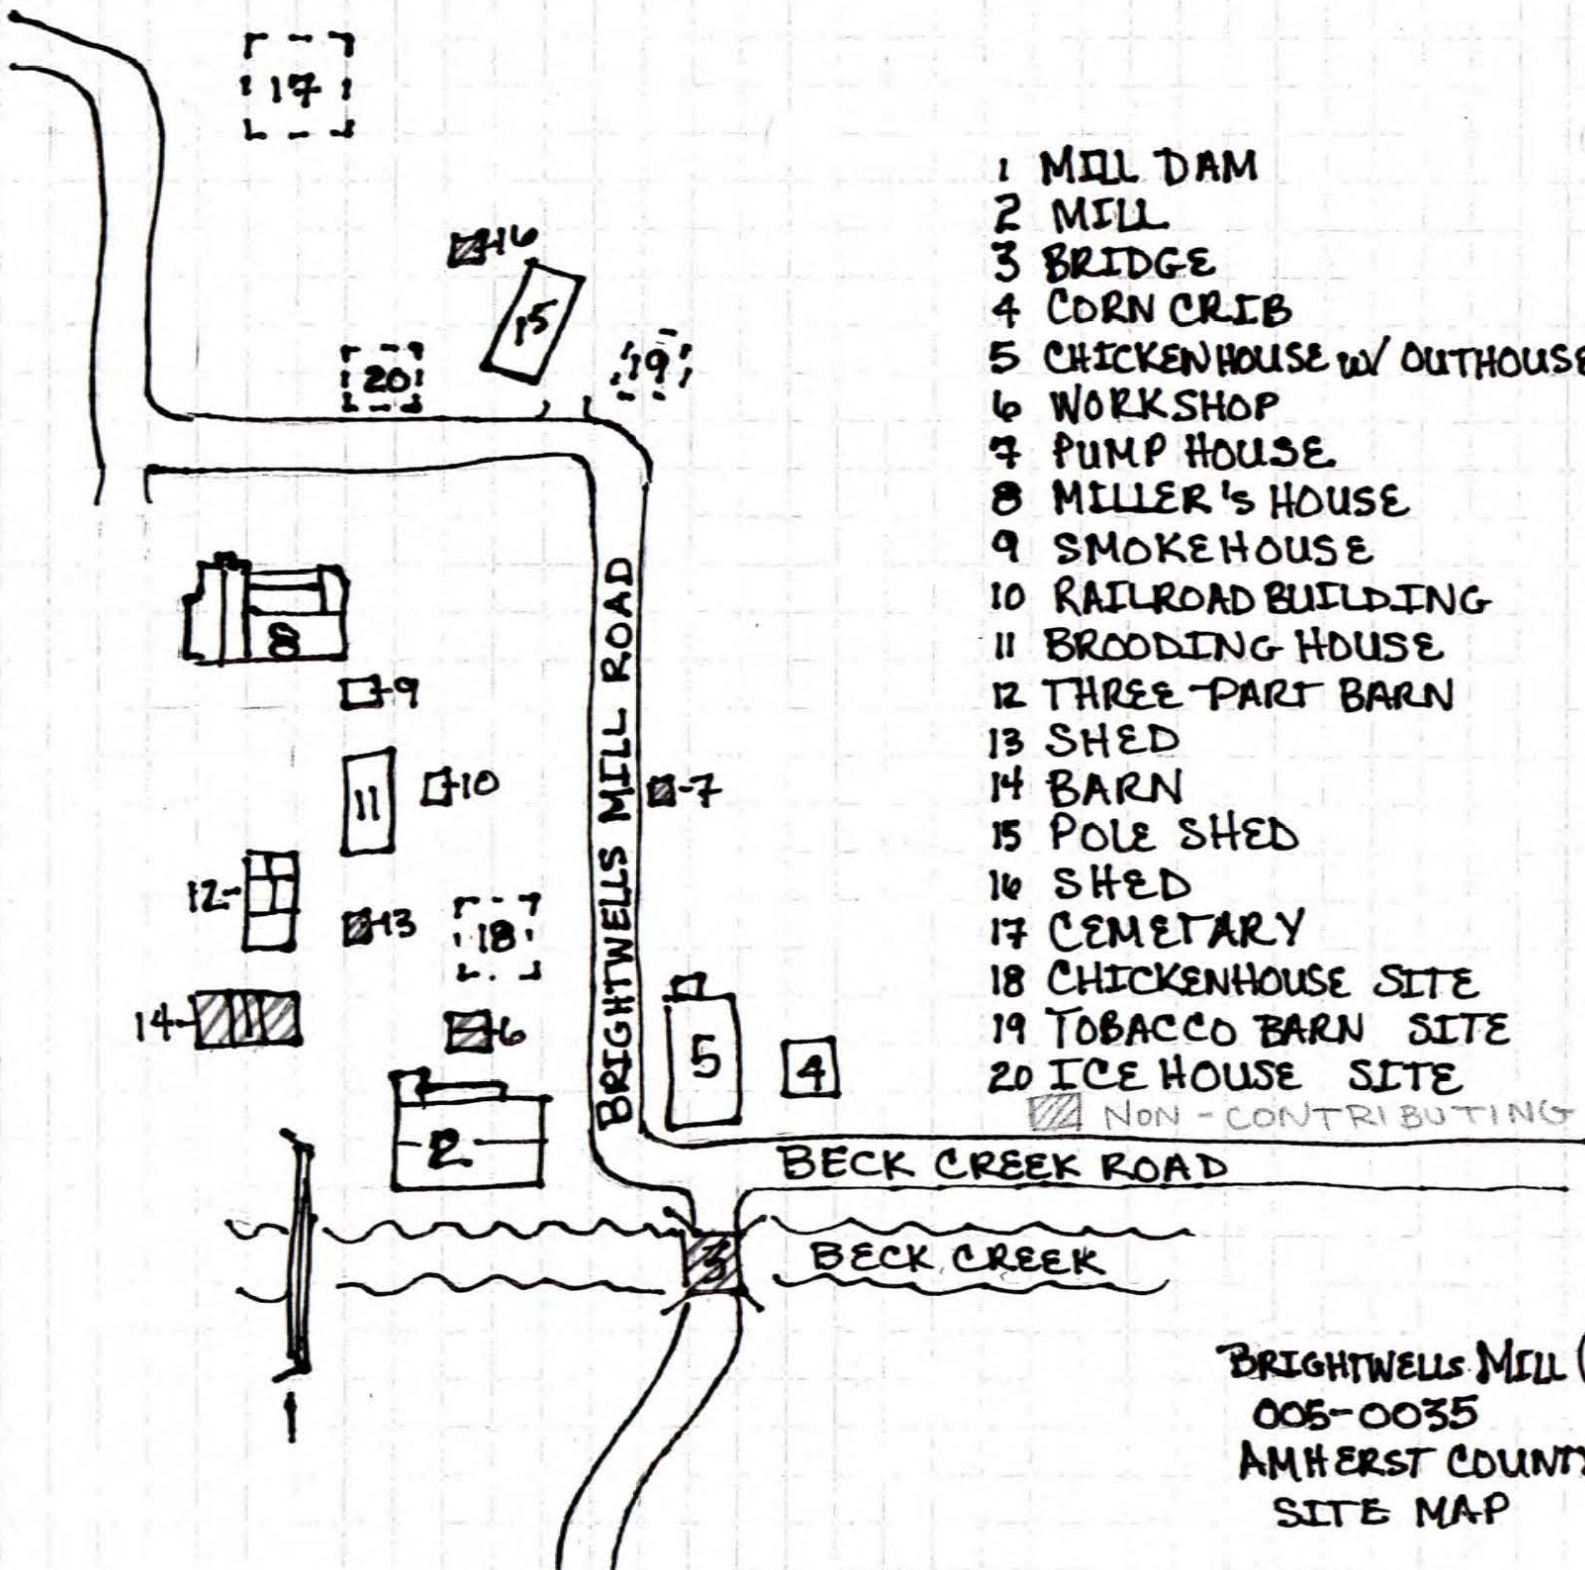 17
16
15
19
20
8
9
11
10
7
12
13
18
14
6
5
4
2
3
1
BRIGHTWELLS MILL ROAD
BECK CREEK ROAD
BECK CREEK
1 MILL DAM
2 MILL
3 BRIDGE
4 CORN CRIB
5 CHICKENHOUSE W/ OUTHOUSE
6 WORKSHOP
7 PUMP HOUSE
8 MILLER'S HOUSE
9 SMOKEHOUSE
10 RAILROAD BUILDING
11 BROODING HOUSE
12 THREE-PART BARN
13 SHED
14 BARN
15 POLE SHED
16 SHED
17 CEMETARY
18 CHICKENHOUSE SITE
19 TOBACCO BARN SITE
20 ICE HOUSE SITE
NON-CONTRIBUTING
BRIGHTWELLS MILL (
005-0035
AMHERST COUNTY
SITE MAP